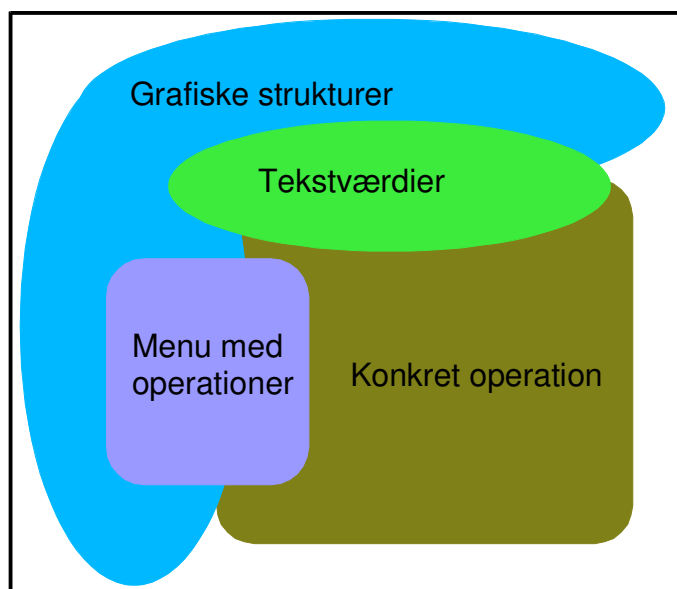 Grafiske strukturer
Tekstværdier
Menu med
operationer
Konkret operation